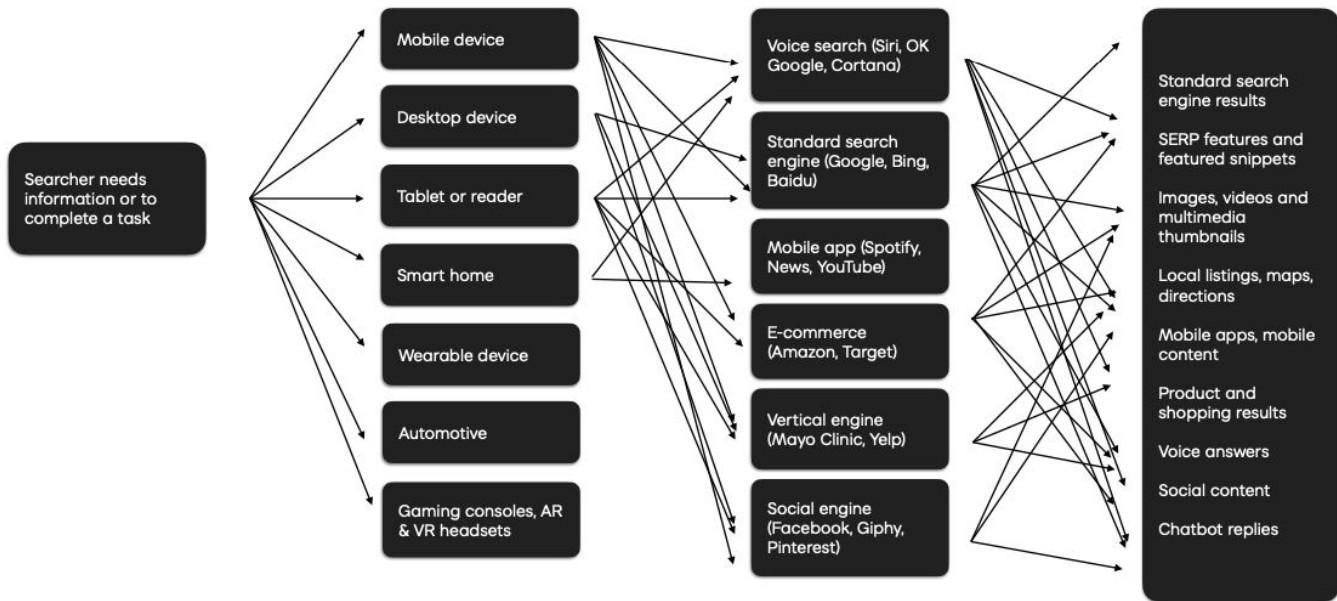 Searcher needs
information or to
complete a task
Mobile device
Desktop device
Tablet or reader
Smart home
Wearable device
Automotive
Gaming consoles, AR
& VR headsets
Voice search (Siri, OK
Google, Cortana)
Standard search
engine (Google, Bing,
Baidu)
Mobile app (Spotify,
News, YouTube)
E-commerce
(Amazon, Target)
Vertical engine
(Mayo Clinic, Yelp)
Social engine
(Facebook, Giphy,
Pinterest)
Standard search
engine results
SERP features and
featured snippets
Images, videos and
multimedia
thumbnails
Local listings, maps,
directions
Mobile apps, mobile
content
Product and
shopping results
Voice answers
Social content
Chatbot replies